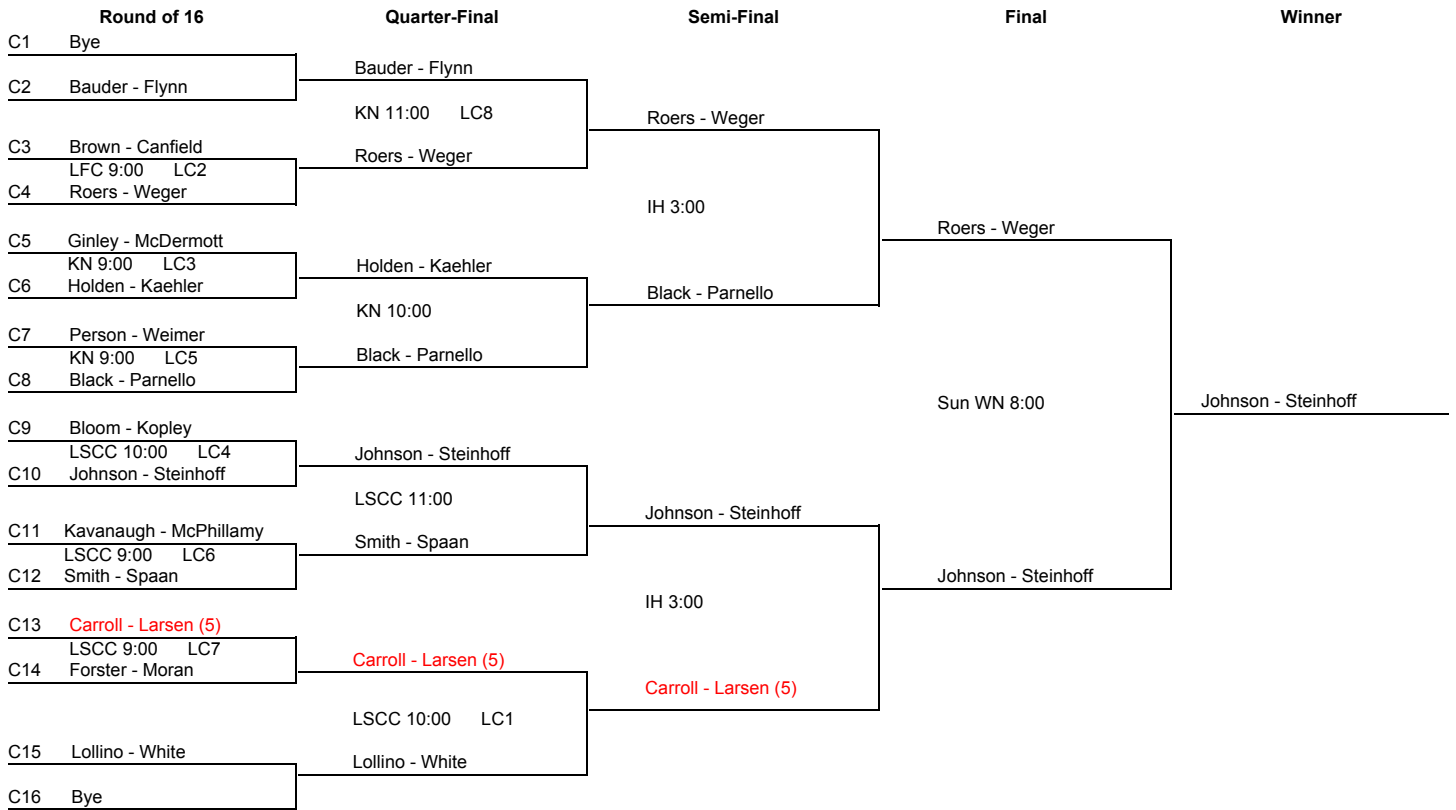 Round of 16 Quarter-Final Semi-Final Final Winner
C1 Bye
C2 Bauder - Flynn
C3 Brown - Canfield
LFC 9:00 LC2
C4 Roers - Weger
C5 Ginley - McDermott
KN 9:00 LC3
C6 Holden - Kaehler
C7 Person - Weimer
KN 9:00 LC5
C8 Black - Parnello
C9 Bloom - Kopley
LSCC 10:00 LC4
C10 Johnson - Steinhoff
C11 Kavanaugh - McPhillamy
LSCC 9:00 LC6
C12 Smith - Spaan
C13 Carroll - Larsen (5)
LSCC 9:00 LC7
C14 Forster - Moran
C15 Lollino - White
C16 Bye
Bauder - Flynn
KN 11:00 LC8
Roers - Weger
Holden - Kaehler
KN 10:00
Black - Parnello
Johnson - Steinhoff
LSCC 11:00
Smith - Spaan
Carroll - Larsen (5)
LSCC 10:00 LC1
Lollino - White
Roers - Weger
IH 3:00
Black - Parnello
Johnson - Steinhoff
IH 3:00
Carroll - Larsen (5)
Roers - Weger
Sun WN 8:00
Johnson - Steinhoff
Johnson - Steinhoff